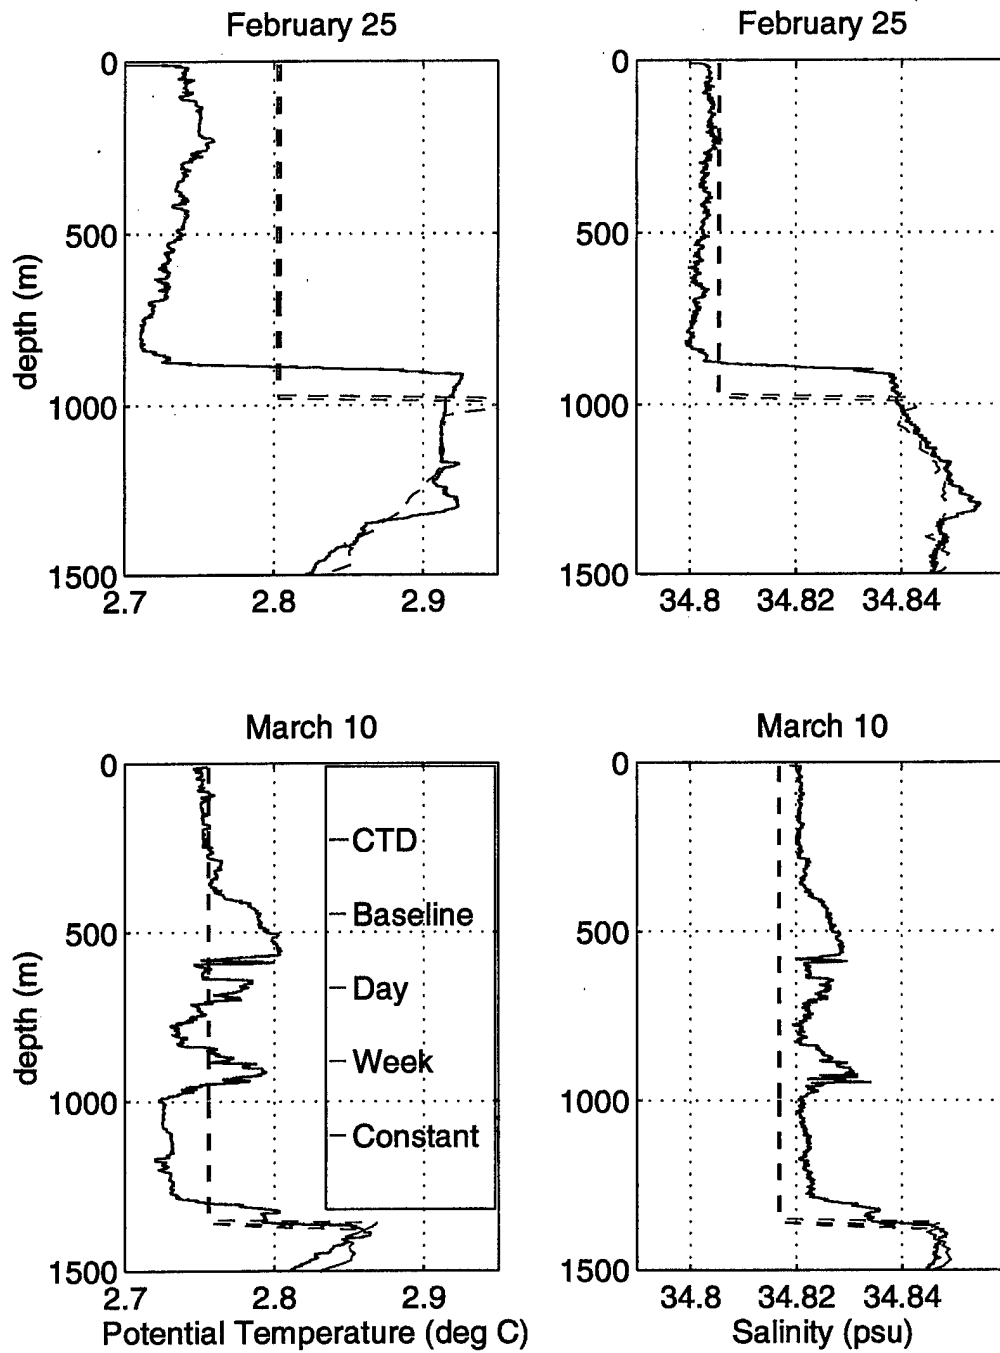 February 25
0
500
1000
1500
depth (m)
2.7 2.8 2.9
February 25
0
500
1000
1500
34.8 34.82 34.84
March 10
0
500
1000
1500
depth (m)
CTD
Baseline
Day
Week
Constant
2.7 2.8 2.9
Potential Temperature (deg C)
March 10
0
500
1000
1500
34.8 34.82 34.84
Salinity (psu)